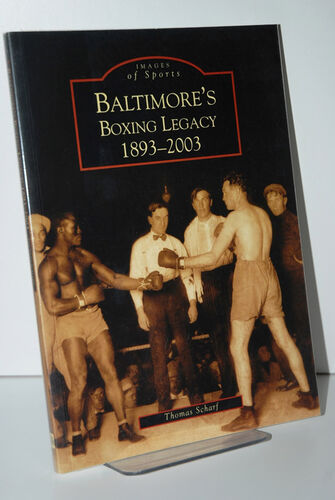 IMAGES
of Sports
BALTIMORE'S
BOXING LEGACY
1893–2003
Thomas Scharf